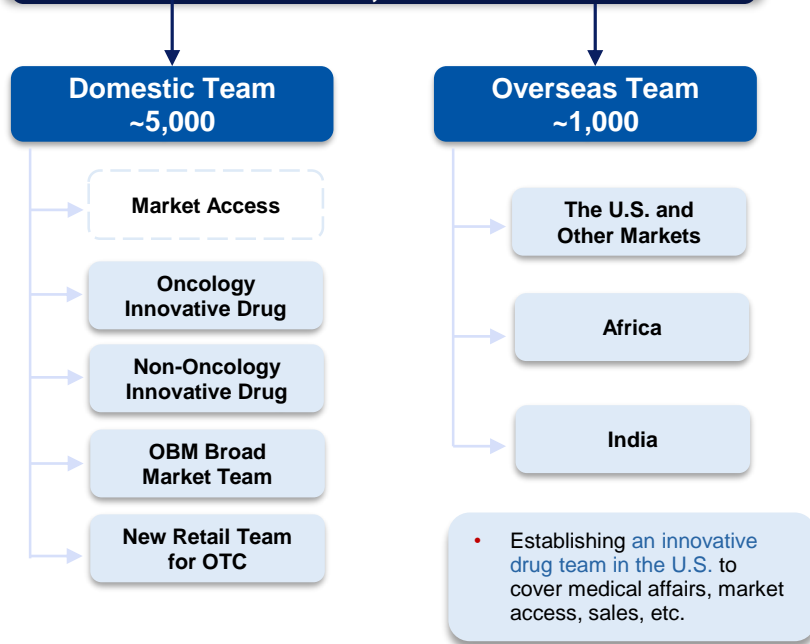 Domestic Team
~5,000
Market Access
Oncology
Innovative Drug
Non-Oncology
Innovative Drug
OBM Broad
Market Team
New Retail Team
for OTC
Overseas Team
~1,000
The U.S. and
Other Markets
Africa
India
• Establishing an innovative
drug team in the U.S. to
cover medical affairs, market
access, sales, etc.